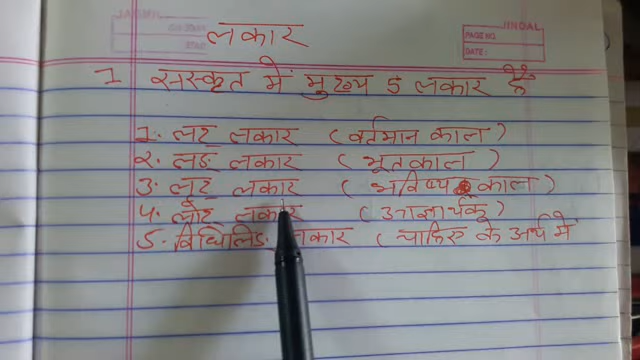 JINDAL
PAGE NO.
DATE:
लकार
1 संस्कृत में मुख्य 5 लकार हैं
1. लट् लकार (वर्तमान काल)
2. लङ् लकार (भूतकाल)
3. लृट् लकार (भविष्य काल)
4. लोट् लकार (आज्ञार्थक)
5. विधिलिङ् लकार (चाहिए के अर्थ में